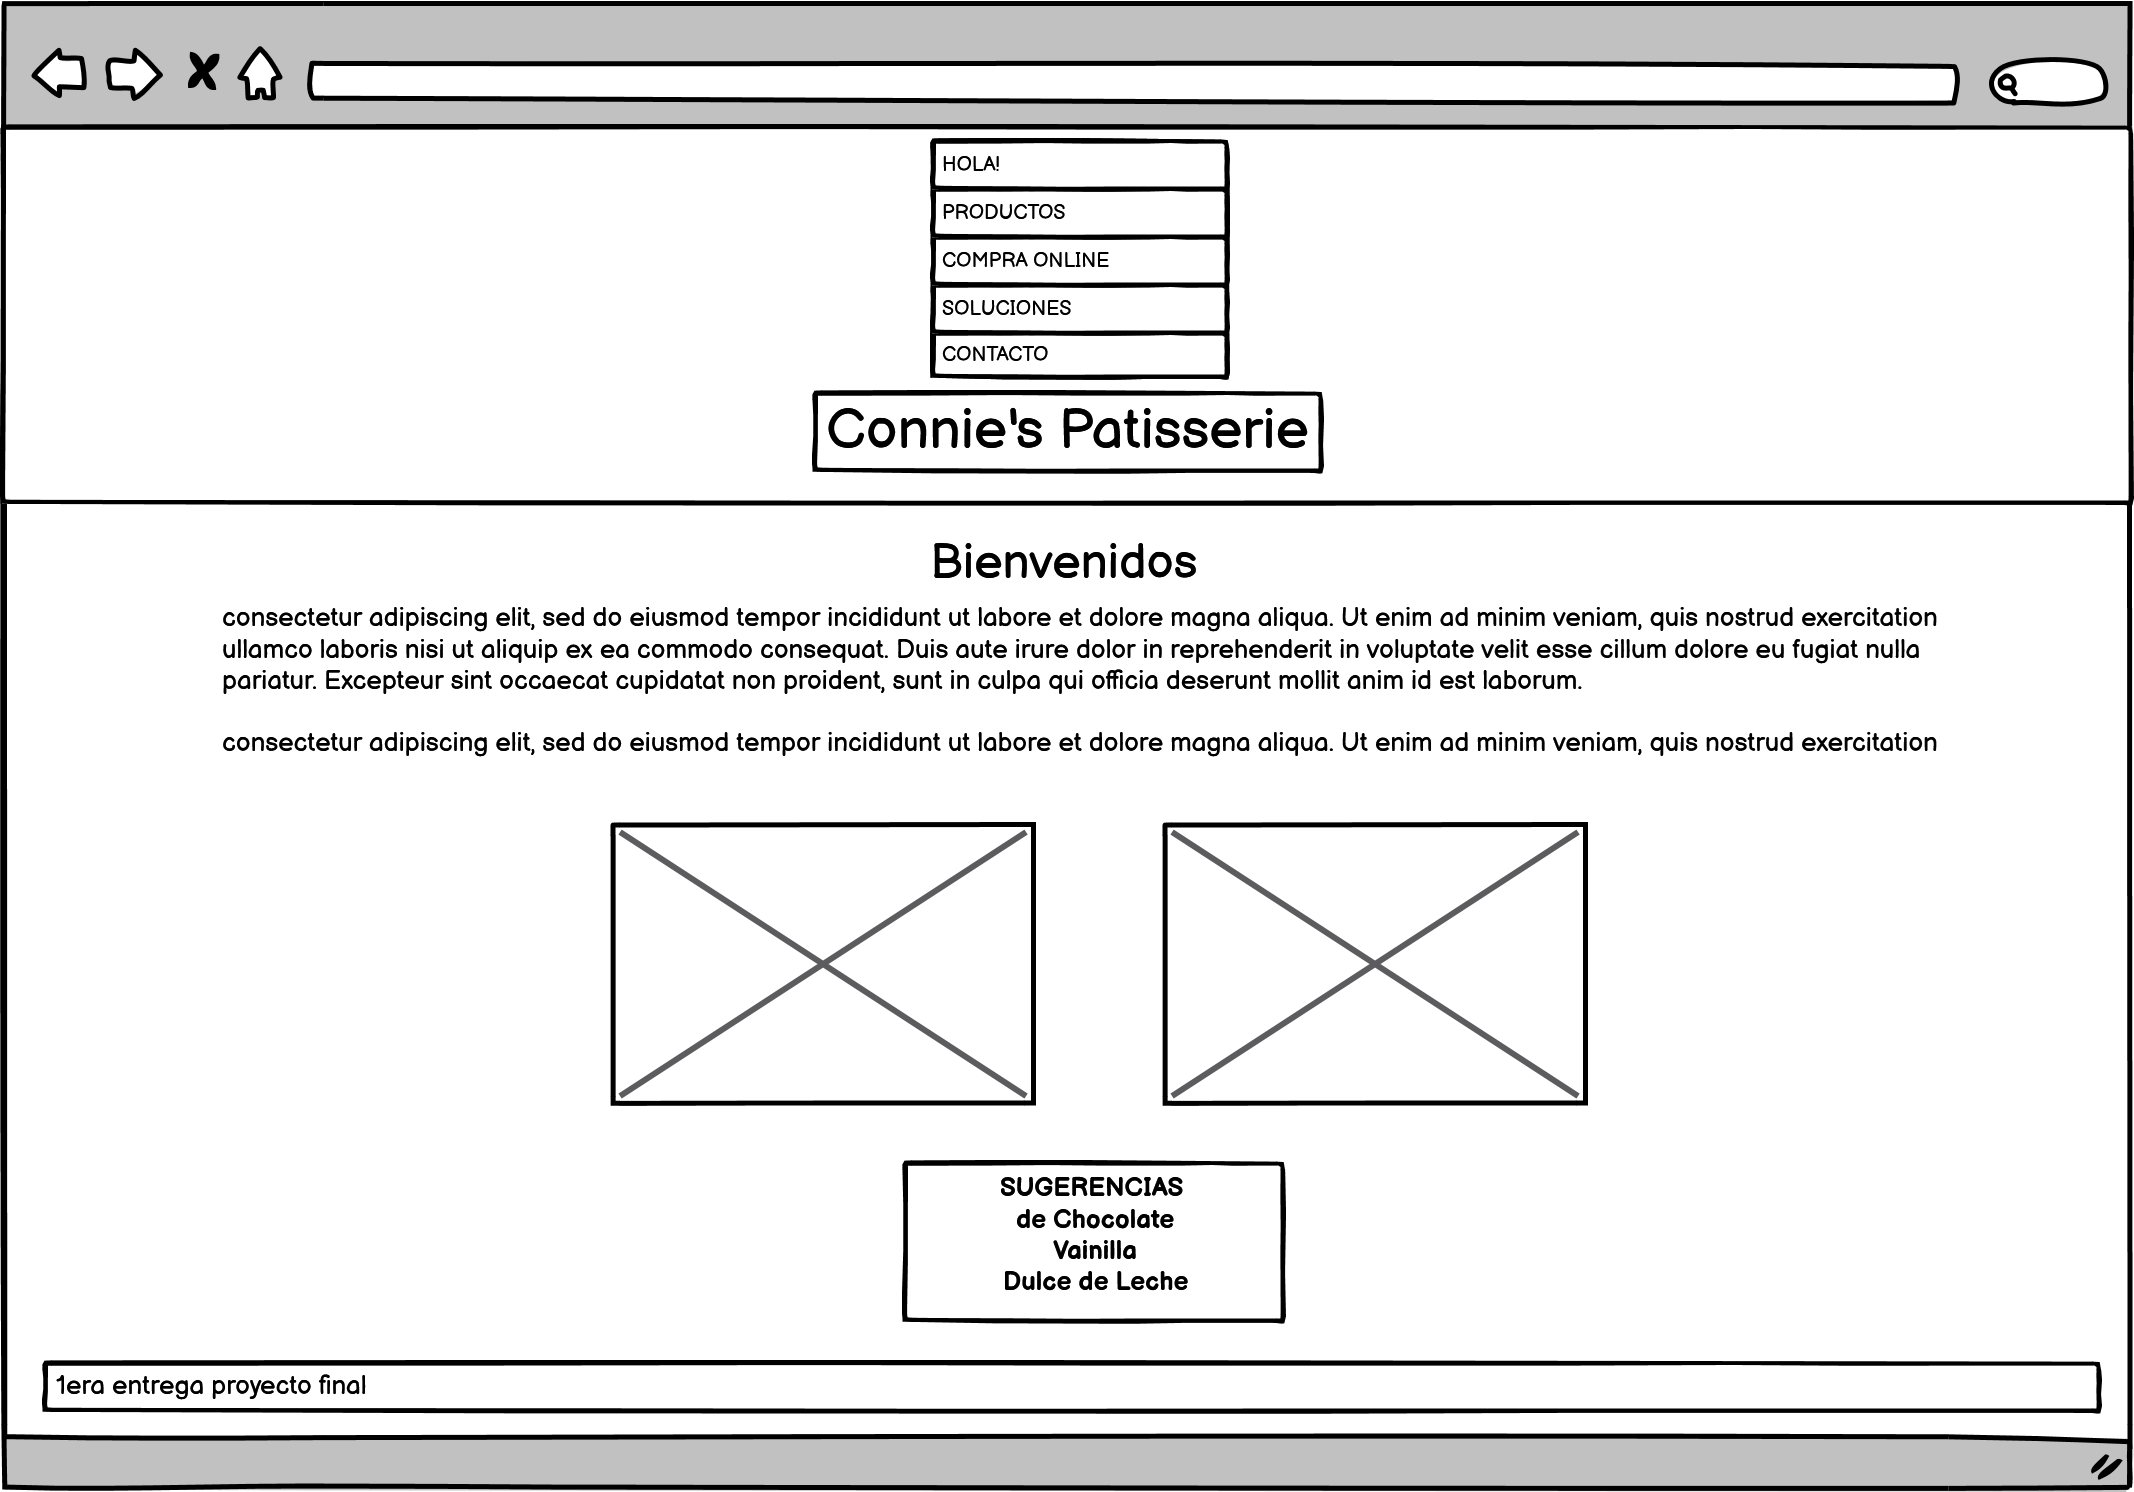 HOLA!
PRODUCTOS
COMPRA ONLINE
SOLUCIONES
CONTACTO
Connie's Patisserie
Bienvenidos
consectetur adipiscing elit, sed do eiusmod tempor incididunt ut labore et dolore magna aliqua. Ut enim ad minim veniam, quis nostrud exercitation
ullamco laboris nisi ut aliquip ex ea commodo consequat. Duis aute irure dolor in reprehenderit in voluptate velit esse cillum dolore eu fugiat nulla
pariatur. Excepteur sint occaecat cupidatat non proident, sunt in culpa qui officia deserunt mollit anim id est laborum.
consectetur adipiscing elit, sed do eiusmod tempor incididunt ut labore et dolore magna aliqua. Ut enim ad minim veniam, quis nostrud exercitation
SUGERENCIAS
de Chocolate
Vainilla
Dulce de Leche
1era entrega proyecto final